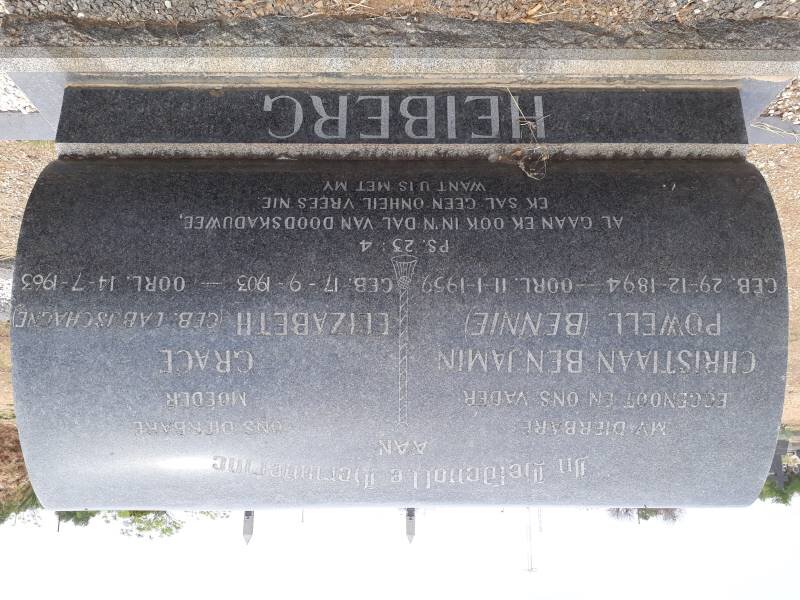 In Liefdevolle Herinnering
AAN
MY DIERBARE
EGGENOOT EN ONS VADER
CHRISTIAAN BENJAMIN
POWELL (BENNIE)
GEB. 29-12-1894 — OORL. 11-1-1959
ONS DIERBARE
MOEDER
GRACE
ELIZABETH (GEB. LABUSCHAGNE)
GEB. 17-9-1903 — OORL. 14-7-1963
PS. 23 : 4
AL GAAN EK OOK IN 'N DAL VAN DOODSKADUWEE,
EK SAL GEEN ONHEIL VREES NIE
WANT U IS MET MY
HEIBERG